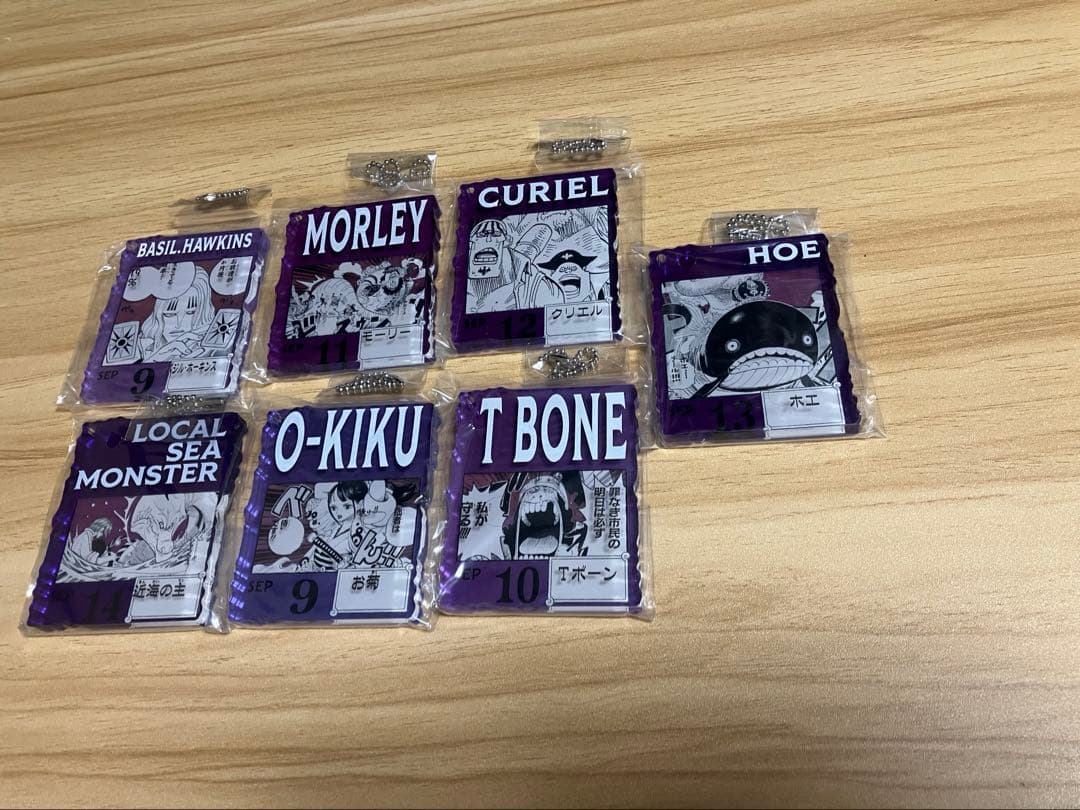 BASIL.HAWKINS
SEP 9
ジル・ホーキンス
MORLEY
SEP 11
モーリー
CURIEL
SEP 12
クリエル
HOE
13
ホエ
LOCAL
SEA
MONSTER
SEP 14
近海の主
O-KIKU
SEP 9
お菊
T BONE
罪なき市民の
明日は必ず
私が
守る!!!
SEP 10
Tボーン